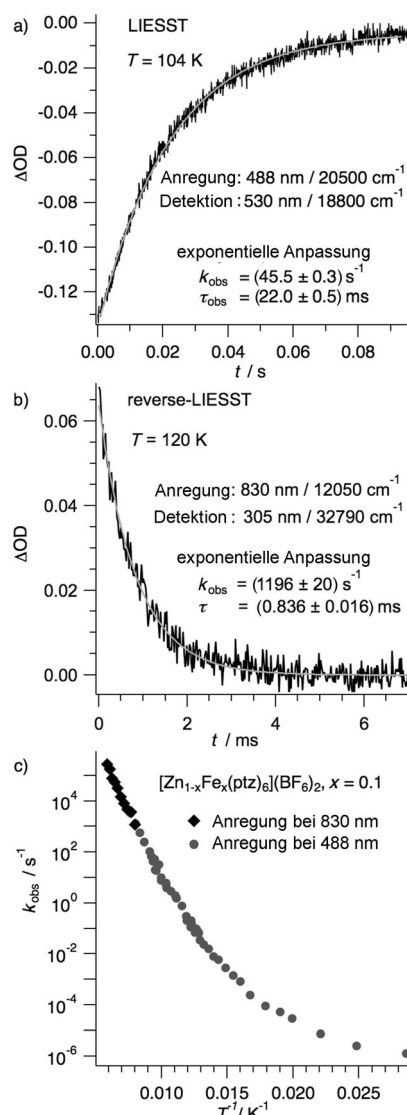 a)
LIESST
T = 104 K
0.00
-0.02
-0.04
-0.06
-0.08
-0.10
-0.12
ΔOD
Anregung: 488 nm / 20500 cm⁻¹
Detektion : 530 nm / 18800 cm⁻¹
exponentielle Anpassung
k_obs = (45.5 ± 0.3) s⁻¹
τ_obs = (22.0 ± 0.5) ms
0.00 0.02 0.04 0.06 0.08
t / s
b)
reverse-LIESST
T = 120 K
0.06
0.04
0.02
0.00
ΔOD
Anregung: 830 nm / 12050 cm⁻¹
Detektion : 305 nm / 32790 cm⁻¹
exponentielle Anpassung
k_obs = (1196 ± 20) s⁻¹
τ = (0.836 ± 0.016) ms
0 2 4 6
t / ms
c)
[Zn₁₋ₓFeₓ(ptz)₆](BF₆)₂, x = 0.1
Anregung bei 830 nm
Anregung bei 488 nm
10⁴
10²
10⁰
10⁻²
10⁻⁴
10⁻⁶
k_obs / s⁻¹
0.010 0.015 0.020 0.025
T⁻¹/ K⁻¹